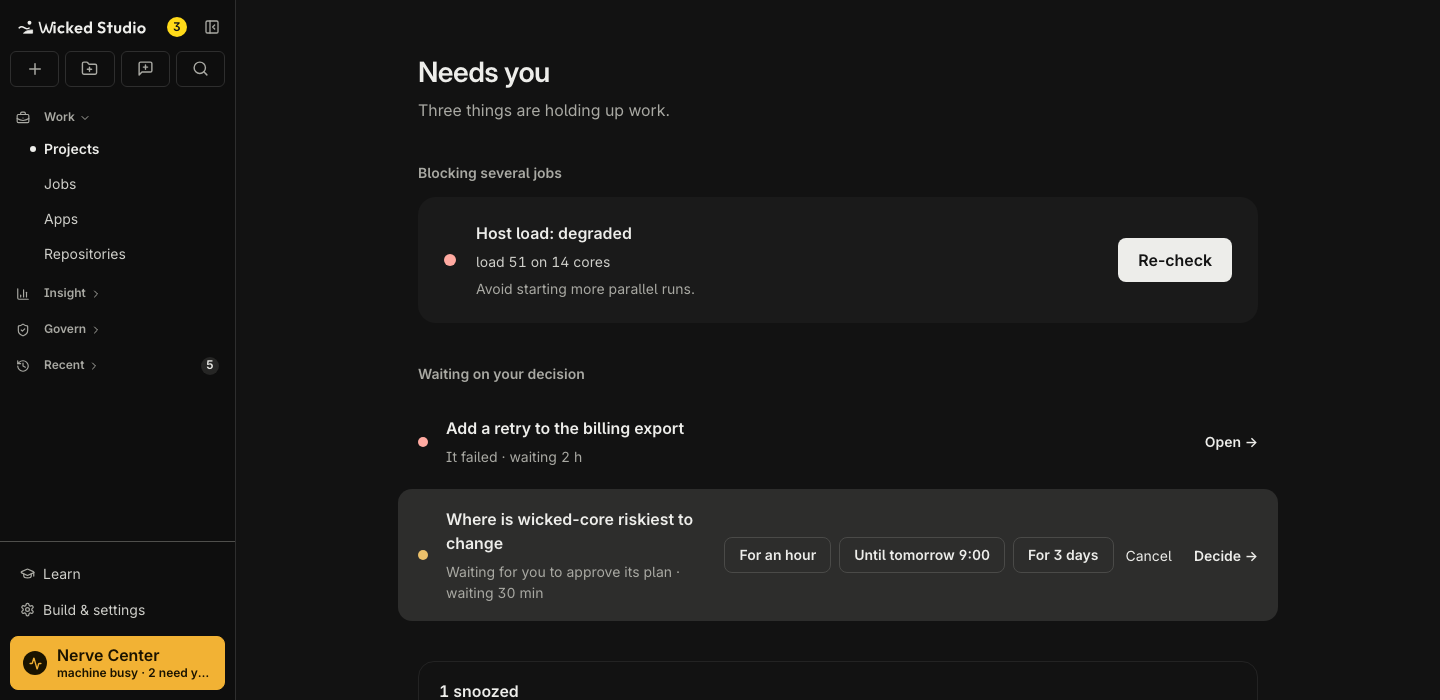 Wicked Studio
3
Work
Projects
Jobs
Apps
Repositories
Insight
Govern
Recent
5
Learn
Build & settings
Nerve Center
machine busy · 2 need y...
Needs you
Three things are holding up work.
Blocking several jobs
Host load: degraded
load 51 on 14 cores
Avoid starting more parallel runs.
Re-check
Waiting on your decision
Add a retry to the billing export
It failed · waiting 2 h
Open →
Where is wicked-core riskiest to
change
Waiting for you to approve its plan ·
waiting 30 min
For an hour
Until tomorrow 9:00
For 3 days
Cancel
Decide →
1 snoozed